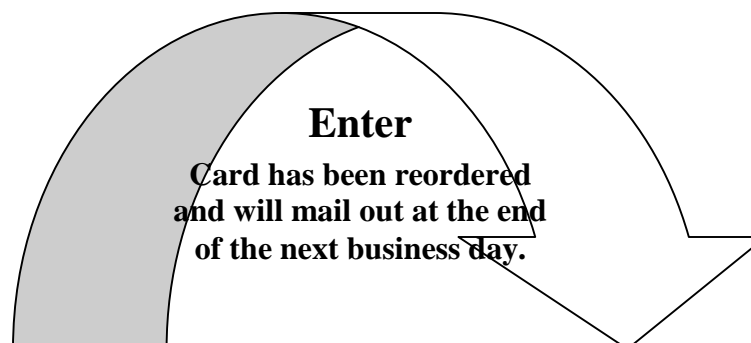 Enter
Card has been reordered
and will mail out at the end
of the next business day.